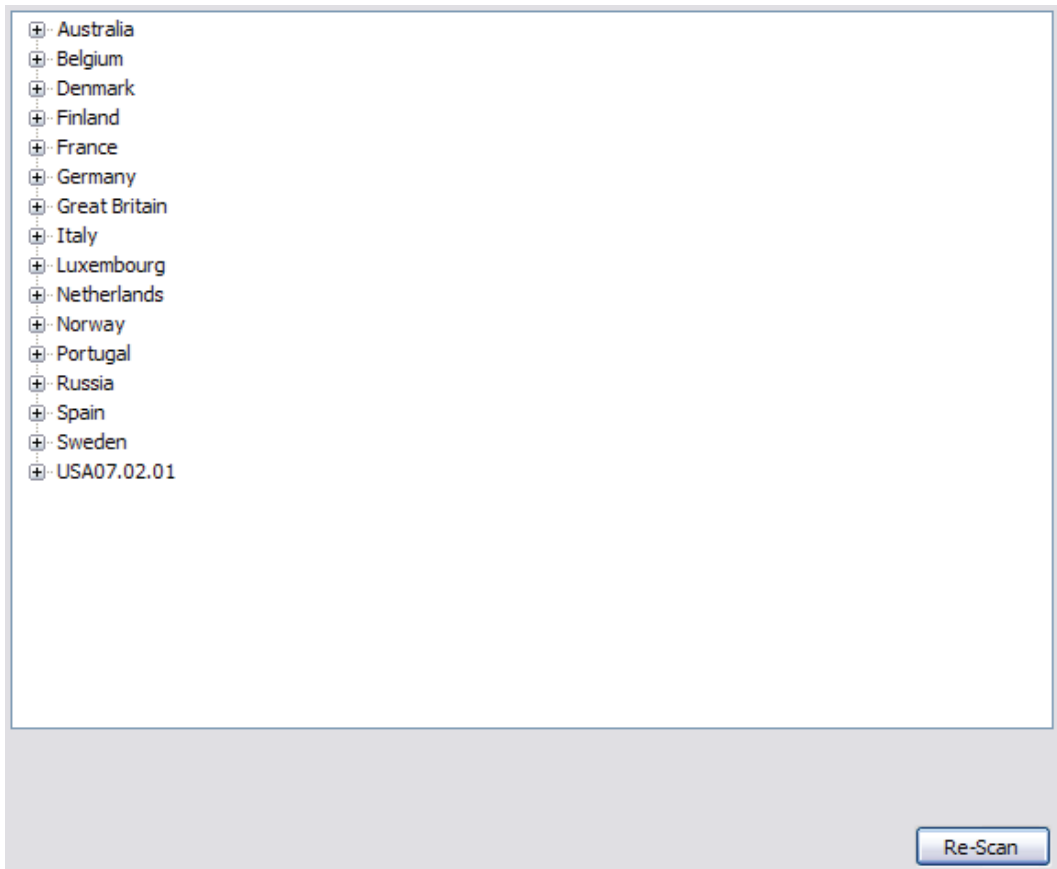 Australia
Belgium
Denmark
Finland
France
Germany
Great Britain
Italy
Luxembourg
Netherlands
Norway
Portugal
Russia
Spain
Sweden
USA07.02.01
Re-Scan